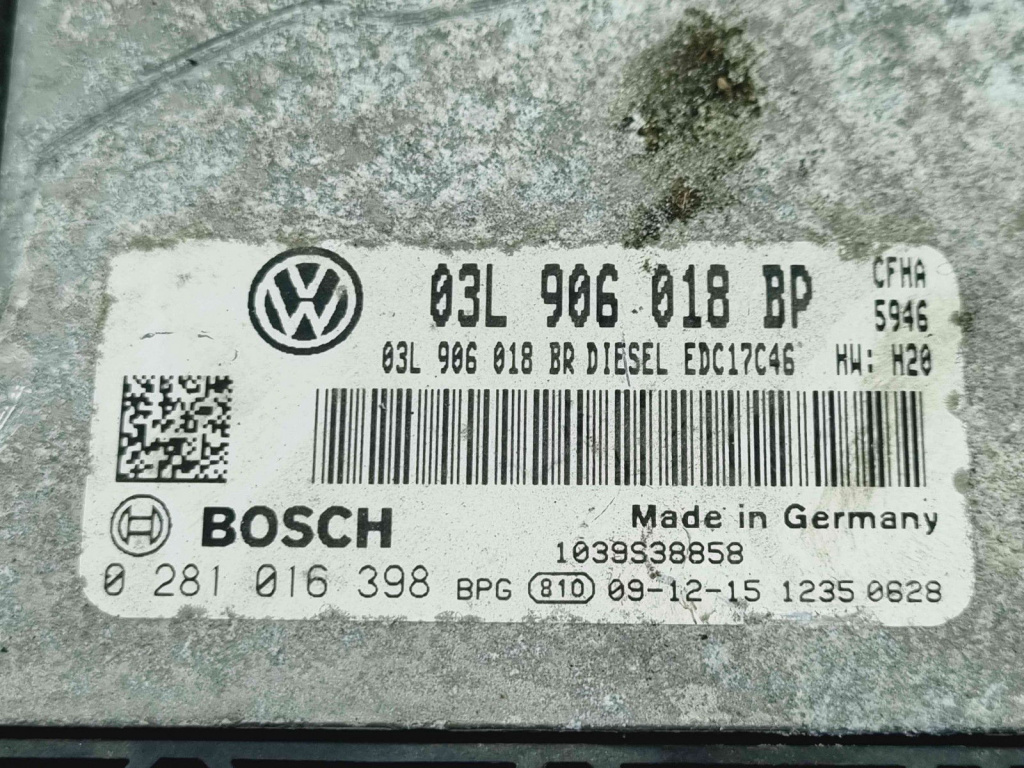 03L 906 018 BP
CFHA
5946
03L 906 018 BR DIESEL EDC17C46 HW: H20
BOSCH
Made in Germany
1039S38858
0 281 016 398 BPG 810 09-12-15 1235 0628